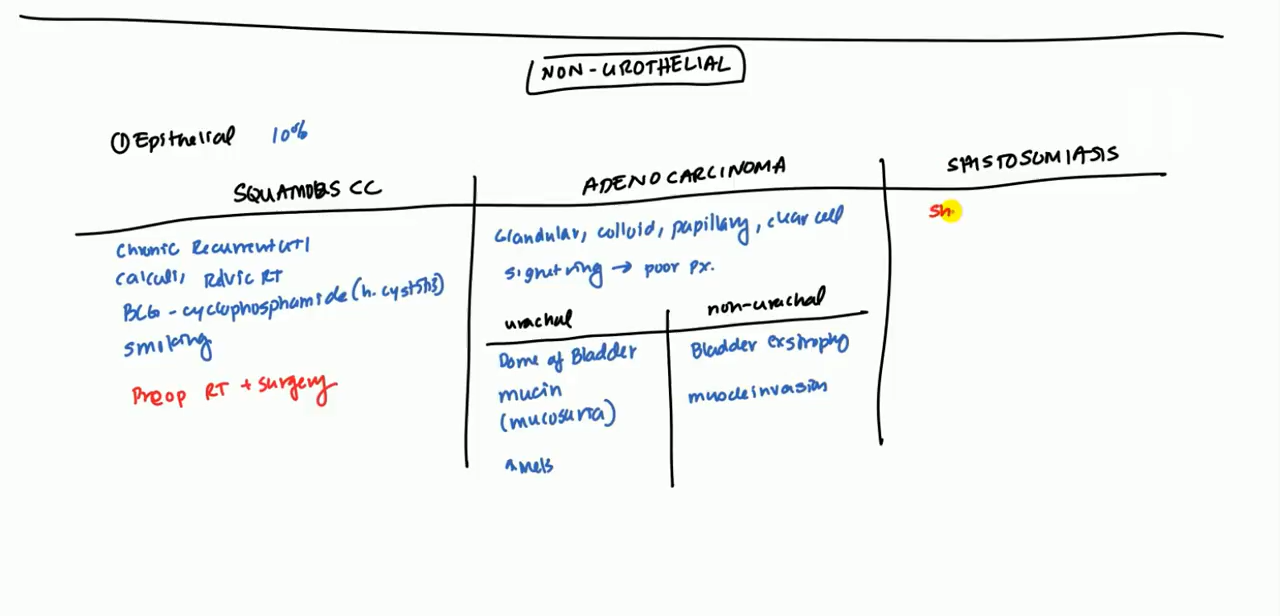 NON-UROTHELIAL
① Epithelial 10%
SQUAMOUS CC
ADENOCARCINOMA
SHISTOSOMIASIS
Chronic Recurrent UTI
calculi, Pelvic RT
BCG - cyclophosphamide (h. cystitis)
smoking
Preop RT + surgery
Glandular, colloid, papillary, clear cell
signet ring → poor px.
urachal
non-urachal
Dome of Bladder
mucin
(mucosuria)
↑ mets
Bladder exstrophy
muscle invasion
Sh